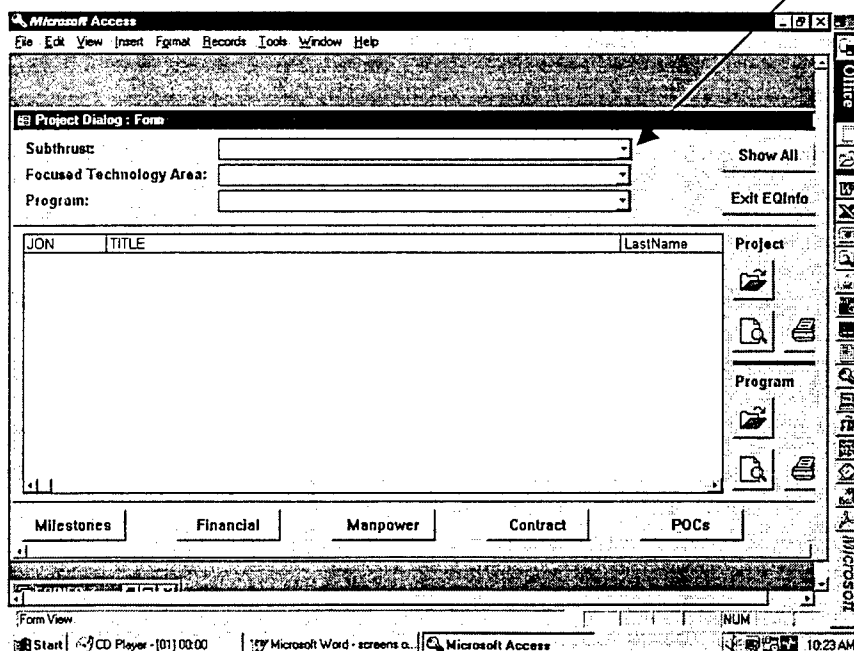 Microsoft Access
File Edit View Insert Format Records Tools Window Help
Office
Project Dialog : Form
Subthrust:
Show All
Focused Technology Area:
Program:
Exit EQInfo
JON TITLE LastName
Project
Program
Milestones Financial Manpower Contract POCs
Microsoft
Form View
NUM
Start CD Player - [01] 00:00 Microsoft Word - screens o... Microsoft Access 10:23 AM